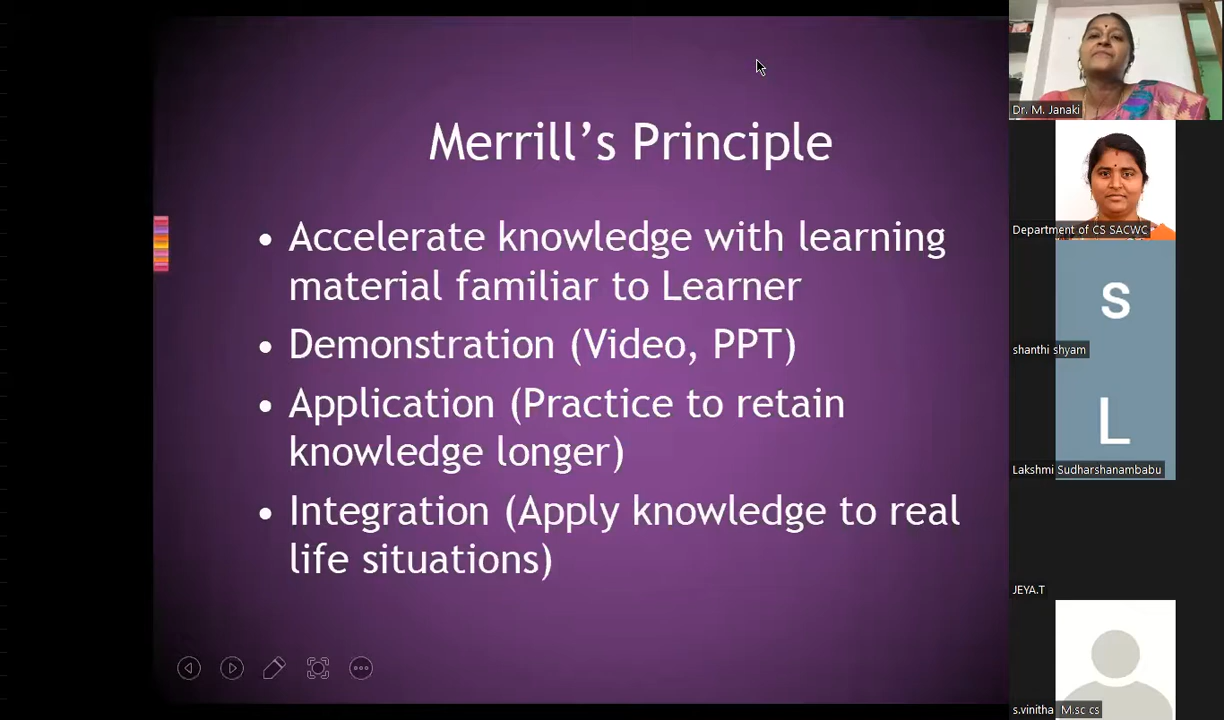 Merrill’s Principle
• Accelerate knowledge with learning
material familiar to Learner
• Demonstration (Video, PPT)
• Application (Practice to retain
knowledge longer)
• Integration (Apply knowledge to real
life situations)
Dr. M. Janaki
Department of CS SACWC
S
shanthi shyam
L
Lakshmi Sudharshanambabu
JEYA.T
s.vinitha M.sc cs